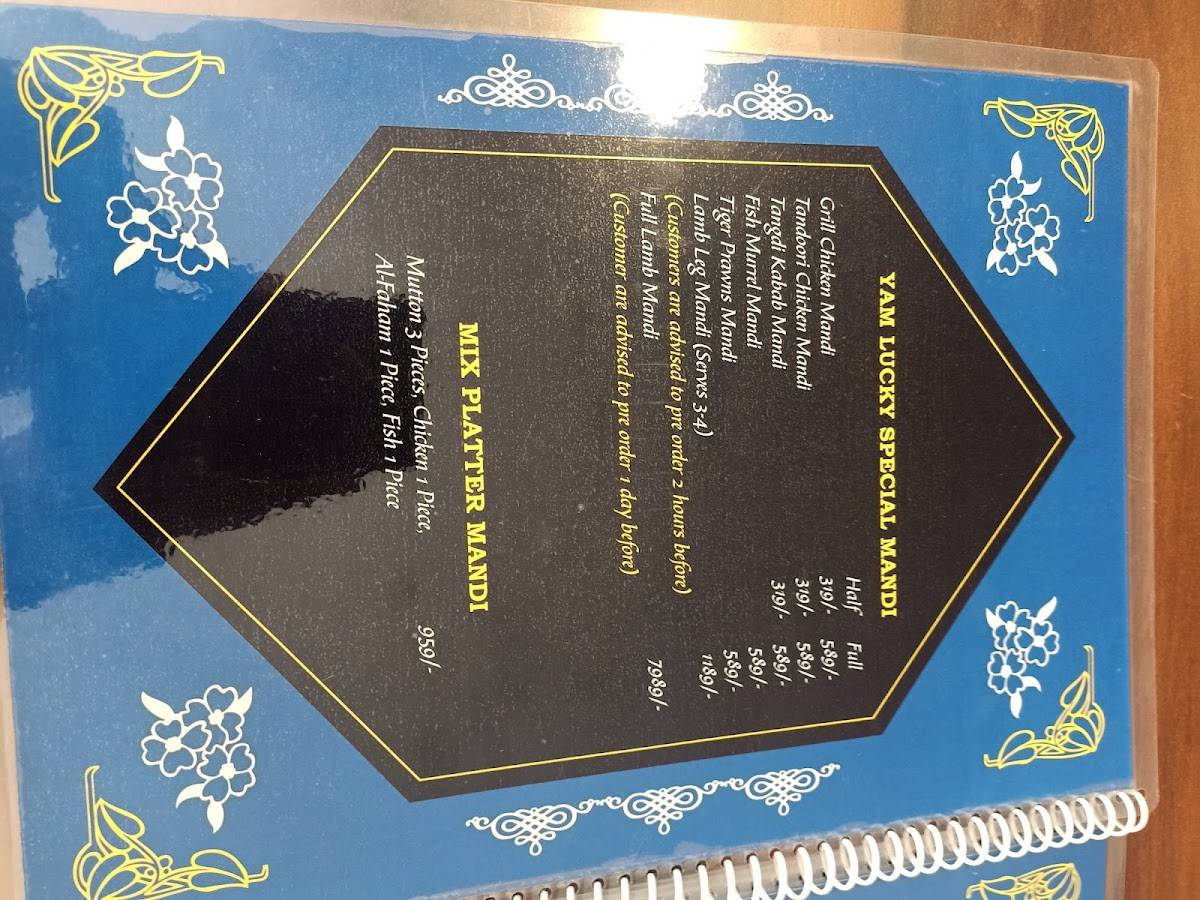 YAM LUCKY SPECIAL MANDI
Half Full
Grill Chicken Mandi 319/- 589/-
Tandoori Chicken Mandi 319/- 589/-
Tangdi Kabab Mandi 319/- 589/-
Fish Murrel Mandi 589/-
Tiger Prawns Mandi 589/-
Lamb Leg Mandi (Serves 3-4) 1189/-
(Customers are advised to pre order 2 hours before)
Full Lamb Mandi 7989/-
(Customer are advised to pre order 1 day before)
MIX PLATTER MANDI
Mutton 3 Pieces, Chicken 1 Piece, 959/-
Al-Faham 1 Piece, Fish 1 Piece